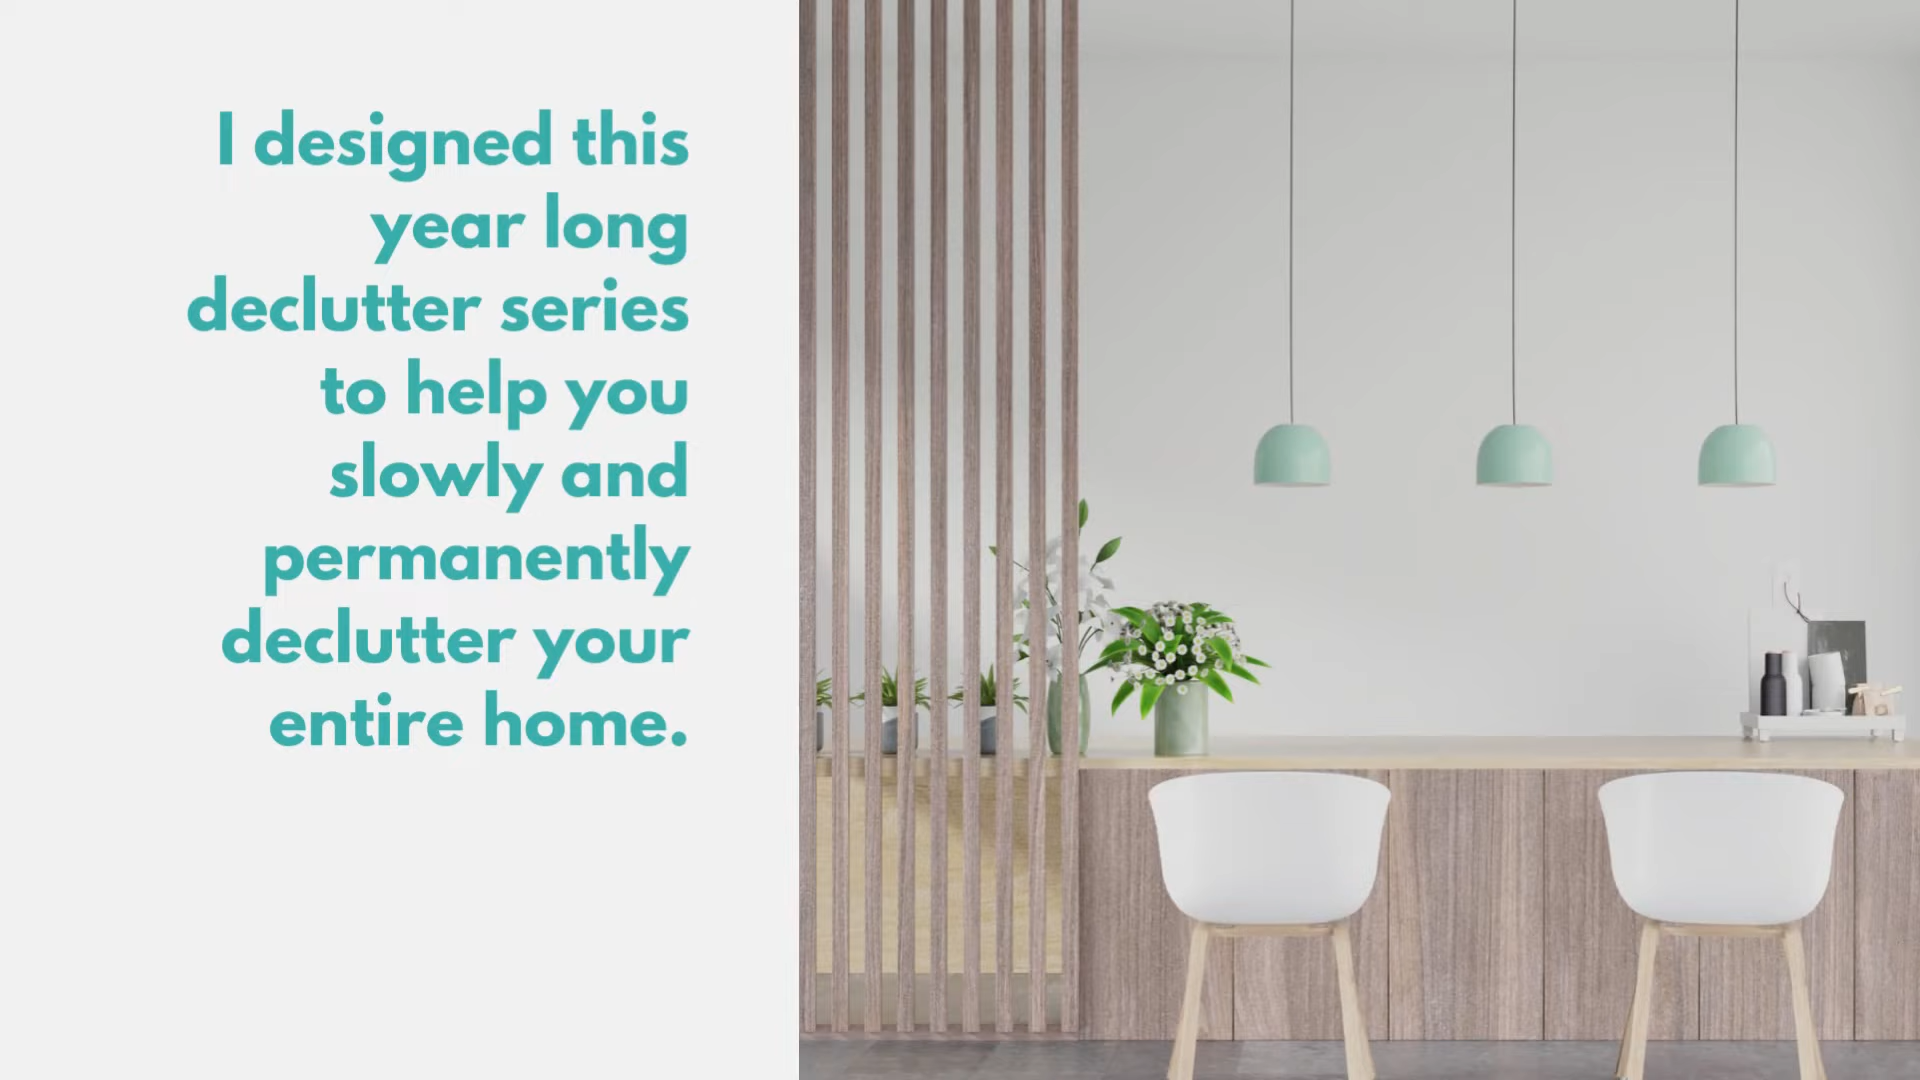 I designed this
year long
declutter series
to help you
slowly and
permanently
declutter your
entire home.